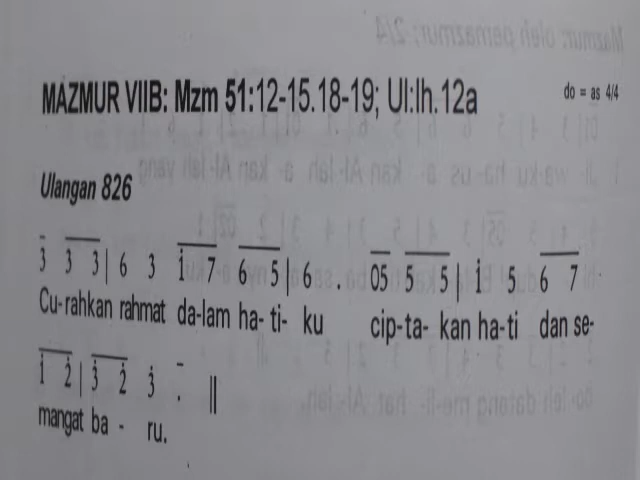 MAZMUR VIIB: Mzm 51:12-15.18-19; Ul:lh.12a do = as 4/4
Ulangan 826
3 3 3 | 6 3 1 7 6 5 | 6 . 05 5 5 | 1 5 6 7
Cu-rahkan rahmat da-lam ha-ti-ku cip-ta-kan ha-ti dan se-
1 2 | 3 2 3 . ||
mangat ba - ru.